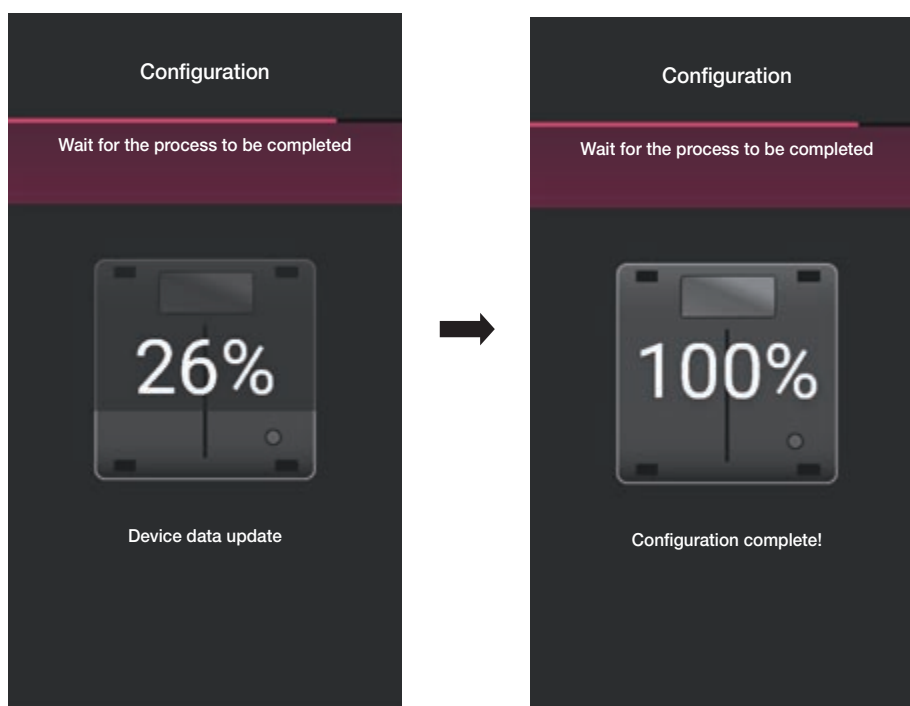 Configuration
Wait for the process to be completed
26%
Device data update
Configuration
Wait for the process to be completed
100%
Configuration complete!